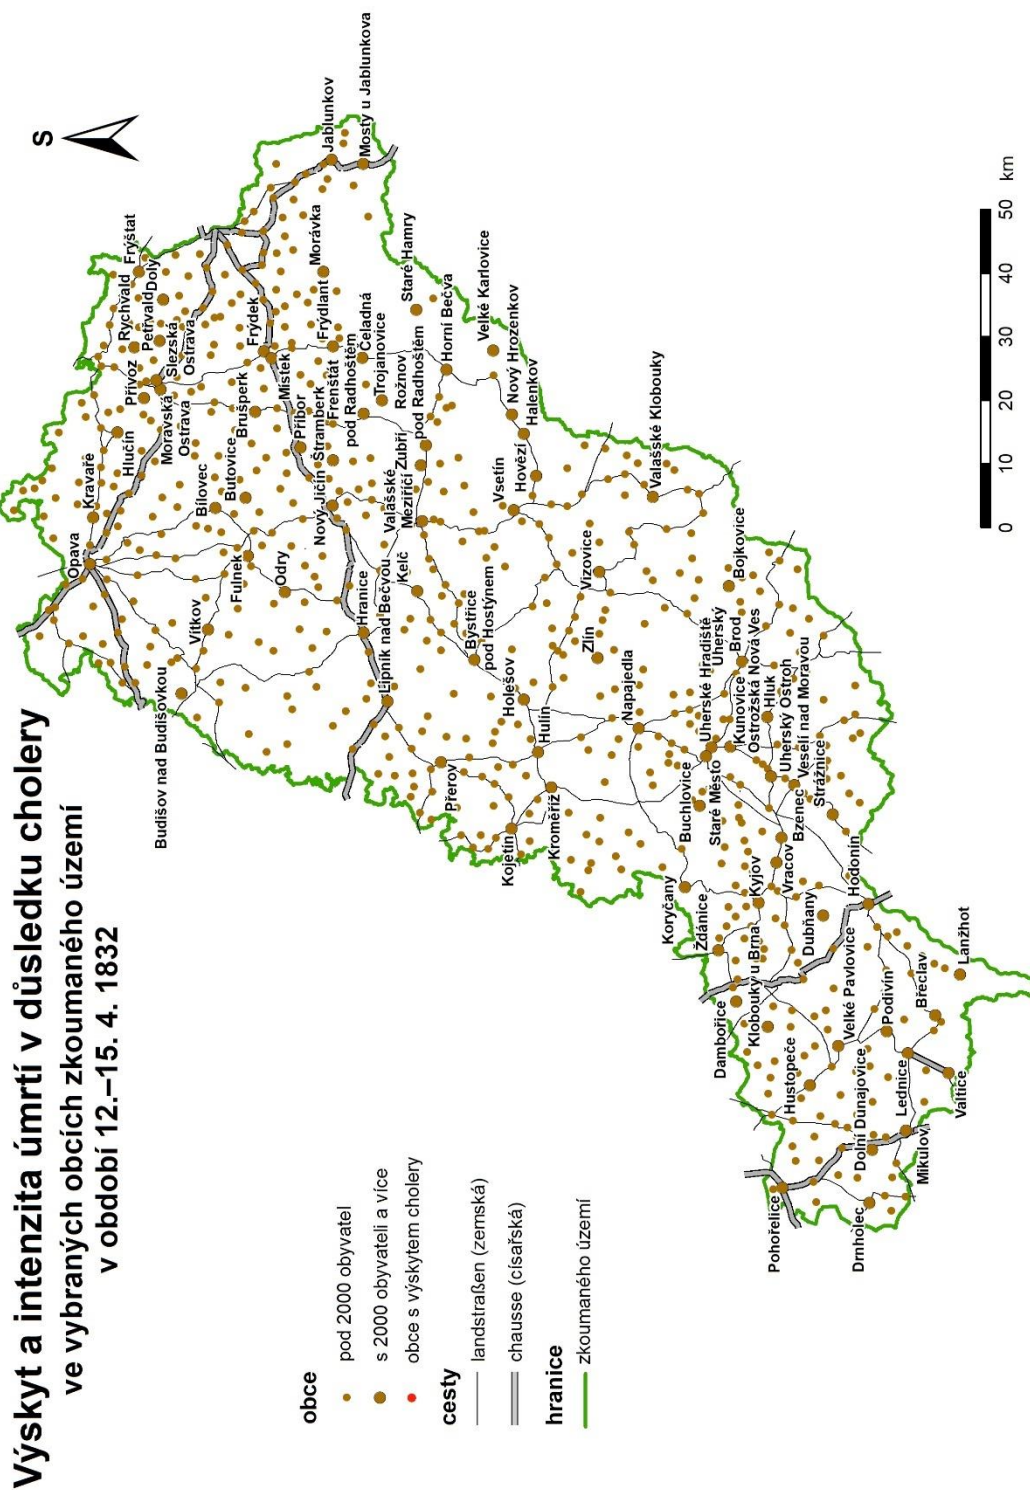 Výskyt a intenzita úmrtí v důsledku cholery
ve vybraných obcích zkoumaného území
v období 12.–15. 4. 1832
S
obce
pod 2000 obyvatel
s 2000 obyvateli a více
obce s výskytem cholery
cesty
landstraßen (zemská)
chausse (císařská)
hranice
zkoumaného území
Opava
Kravaře
Hlučín
Přívoz
Rychvald
Petřvald
Doly
Fryštat
Moravská
Ostrava
Slezská
Ostrava
Budišov nad Budišovkou
Vítkov
Bílovec
Butovice
Fulnek
Odry
Brušperk
Frýdek
Místek
Příbor
Štramberk
Nový Jičín
Frenštát
pod Radhoštěm
Frýdlant
Morávka
Čeladná
Trojanovice
Jablunkov
Mosty u Jablunkova
Staré Hamry
Hranice
Lipník nad Bečvou
Kelč
Valašské
Meziříčí
Zubří
Rožnov
pod Radhoštěm
Horní Bečva
Velké Karlovice
Nový Hrozenkov
Halenkov
Hovězí
Vsetín
Bystřice
pod Hostýnem
Holešov
Hulín
Přerov
Kojetín
Kroměříž
Vizovice
Zlín
Napajedla
Valašské Klobouky
Bojkovice
Uherské Hradiště
Uherský
Brod
Kunovice
Ostrožská Nová Ves
Hluk
Uherský Ostroh
Veselí nad Moravou
Strážnice
Buchlovice
Staré Město
Bzenec
Vracov
Kyjov
Koryčany
Ždánice
Dubňany
Hodonín
Dambořice
Klobouky u Brna
Velké Pavlovice
Hustopeče
Podivín
Břeclav
Lanžhot
Lednice
Valtice
Dolní Dunajovice
Mikulov
Pohořelice
Drnholec
0 10 20 30 40 50 km